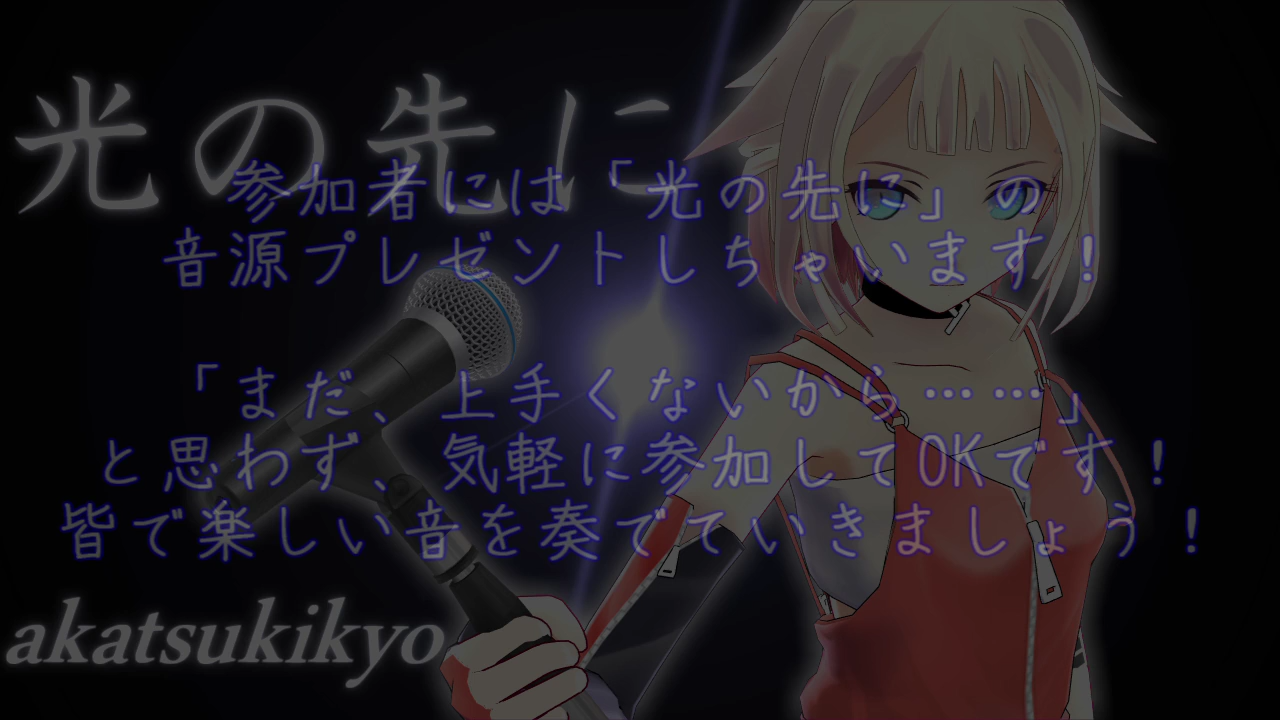 光の先に
参加者には「光の先に」の
音源プレゼントしちゃいます！
「まだ、上手くないから……」
と思わず、気軽に参加してOKです！
皆で楽しい音を奏でていきましょう！
akatsukikyo